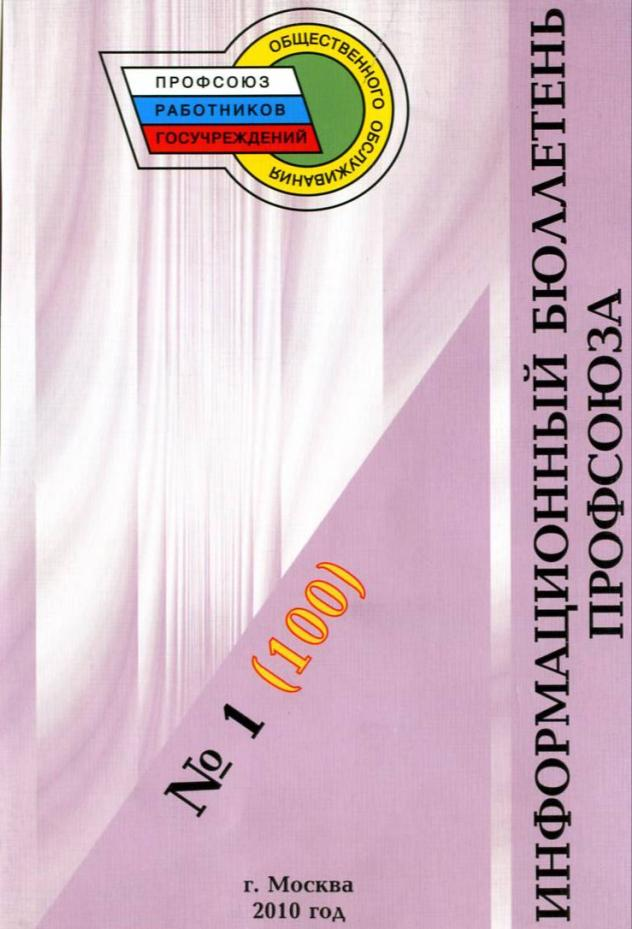 ПРОФСОЮЗ
РАБОТНИКОВ
ГОСУЧРЕЖДЕНИЙ
ОБЩЕСТВЕННОГО ОБСЛУЖИВАНИЯ
ИНФОРМАЦИОННЫЙ БЮЛЛЕТЕНЬ
ПРОФСОЮЗА
№ 1 (100)
г. Москва
2010 год